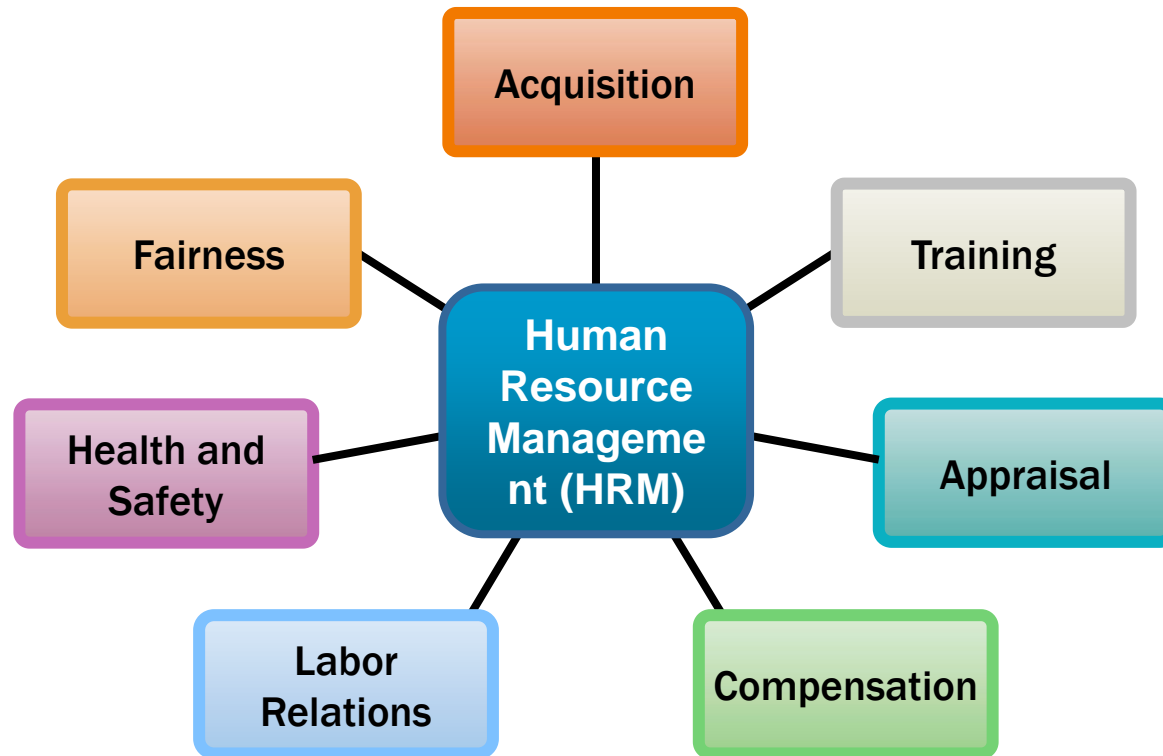 Acquisition
Fairness
Training
Human
Resource
Manageme
nt (HRM)
Health and
Safety
Appraisal
Labor
Relations
Compensation